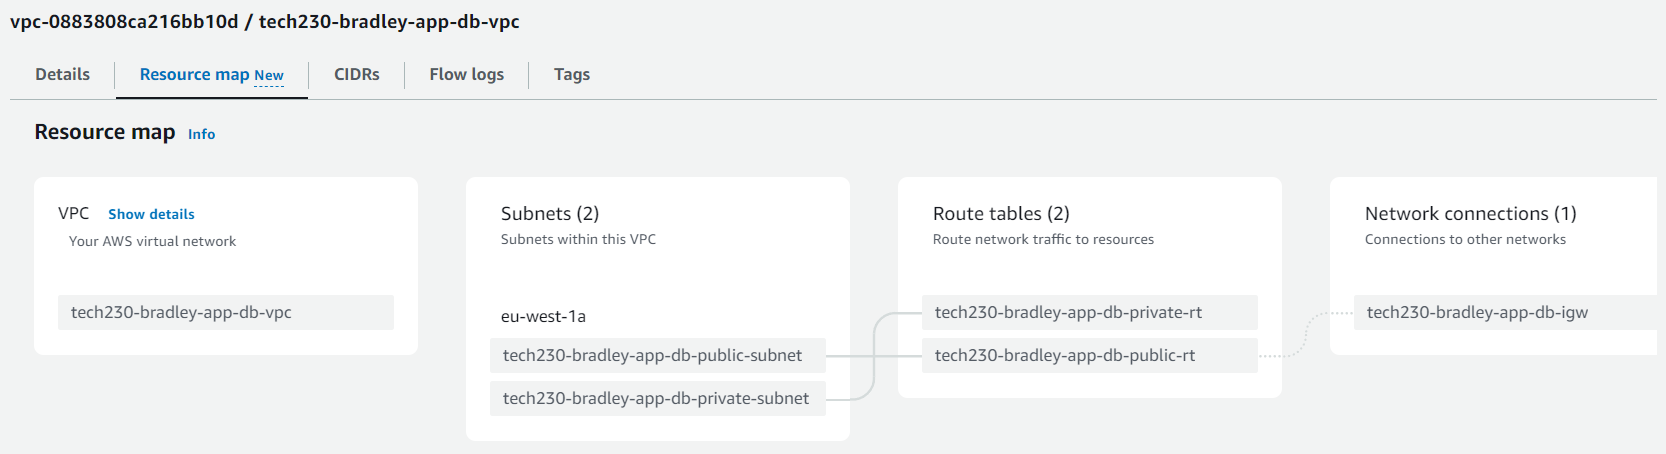 vpc-0883808ca216bb10d / tech230-bradley-app-db-vpc
Details
Resource map New
CIDRs
Flow logs
Tags
Resource map Info
VPC Show details
Your AWS virtual network
tech230-bradley-app-db-vpc
Subnets (2)
Subnets within this VPC
eu-west-1a
tech230-bradley-app-db-public-subnet
tech230-bradley-app-db-private-subnet
Route tables (2)
Route network traffic to resources
tech230-bradley-app-db-private-rt
tech230-bradley-app-db-public-rt
Network connections (1)
Connections to other networks
tech230-bradley-app-db-igw